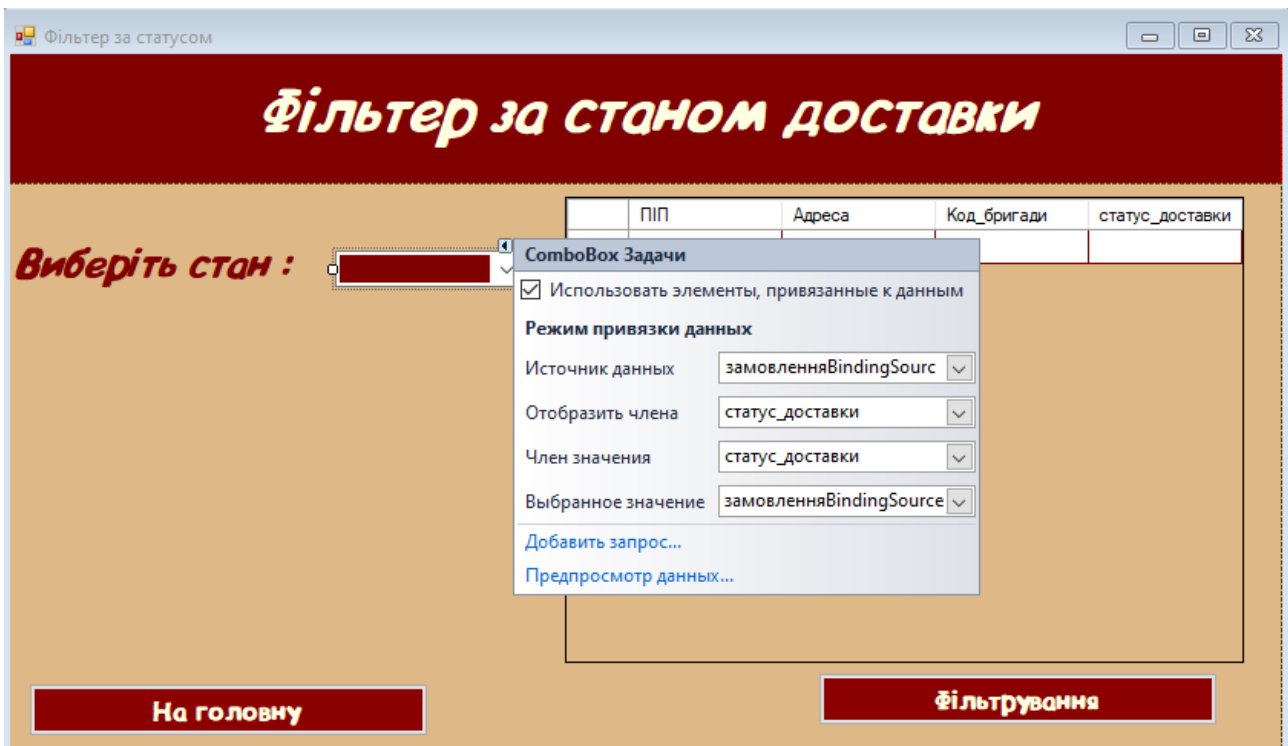 Фільтер за статусом
Фільтер за станом доставки
ПІП Адреса Код_бригади статус_доставки
Виберіть стан :
ComboBox Задачи
Использовать элементы, привязанные к данным
Режим привязки данных
Источник данных замовленняBindingSourc
Отобразить члена статус_доставки
Член значения статус_доставки
Выбранное значение замовленняBindingSource
Добавить запрос...
Предпросмотр данных...
На головну
Фільтрування